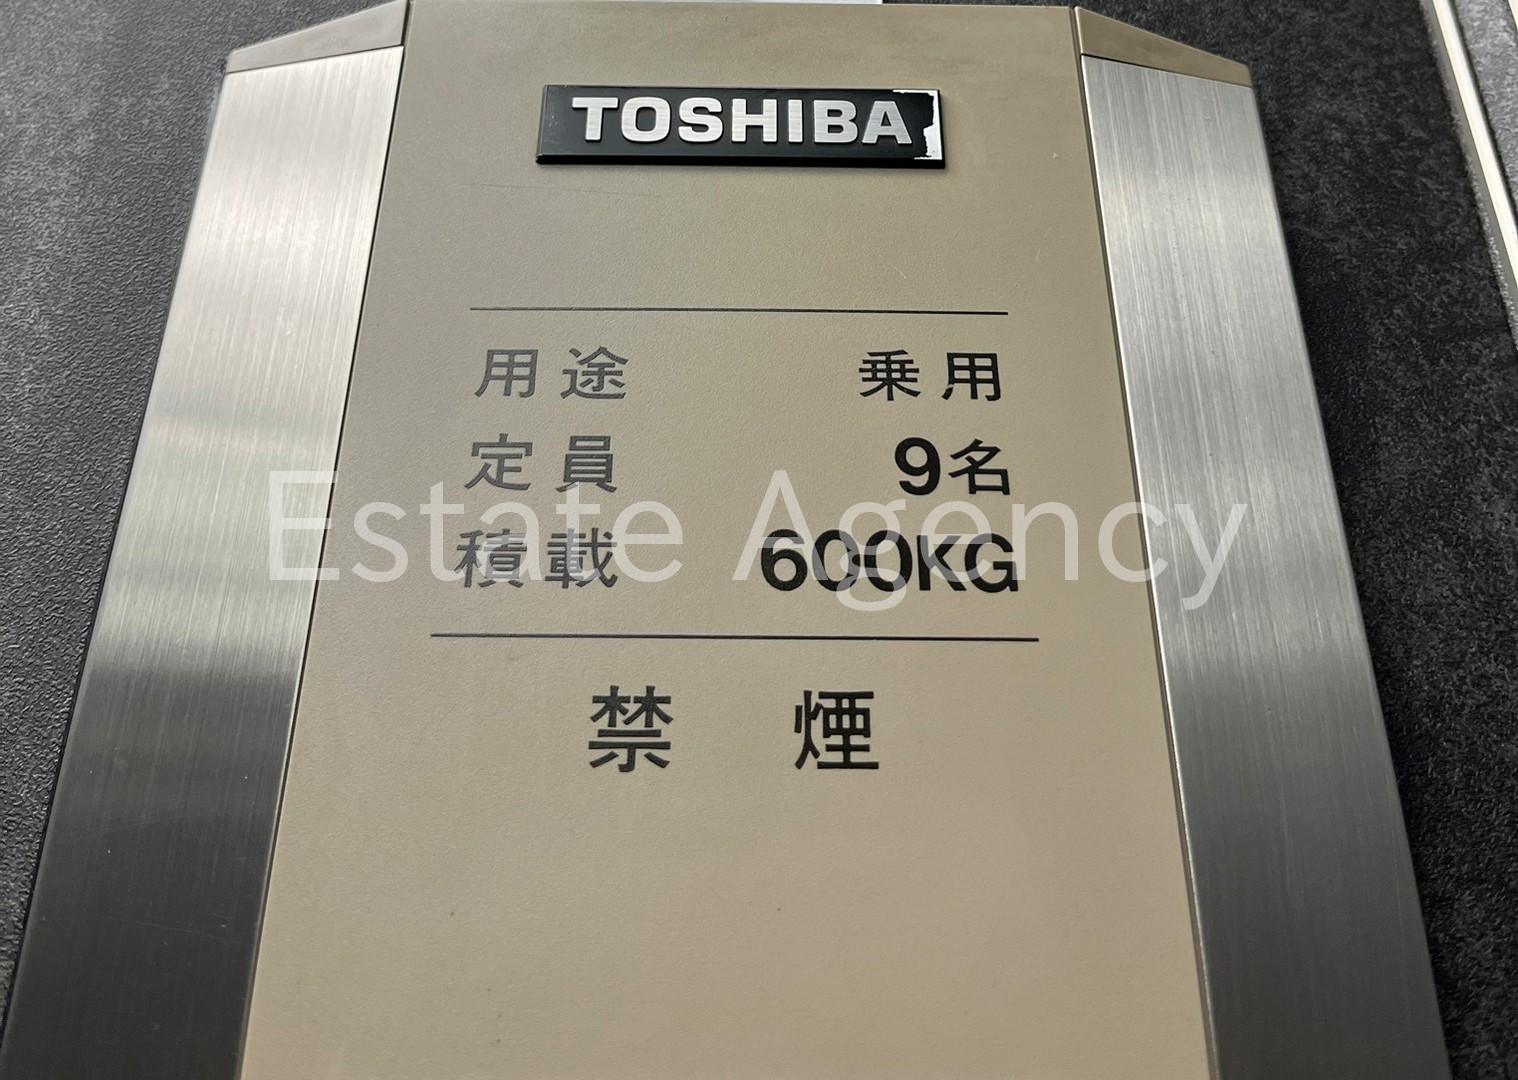 TOSHIBA
用途 乗用
定員 9名
積載 600KG
Estate Agency
禁煙